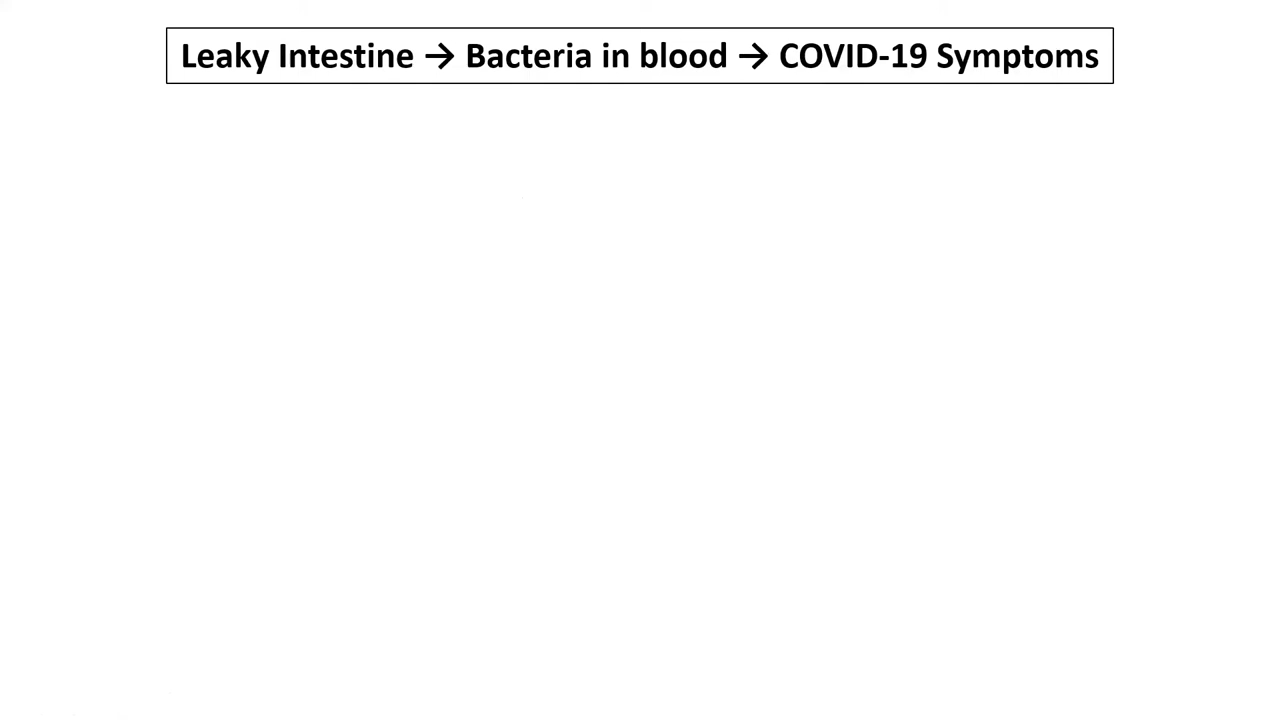 Leaky Intestine → Bacteria in blood → COVID-19 Symptoms